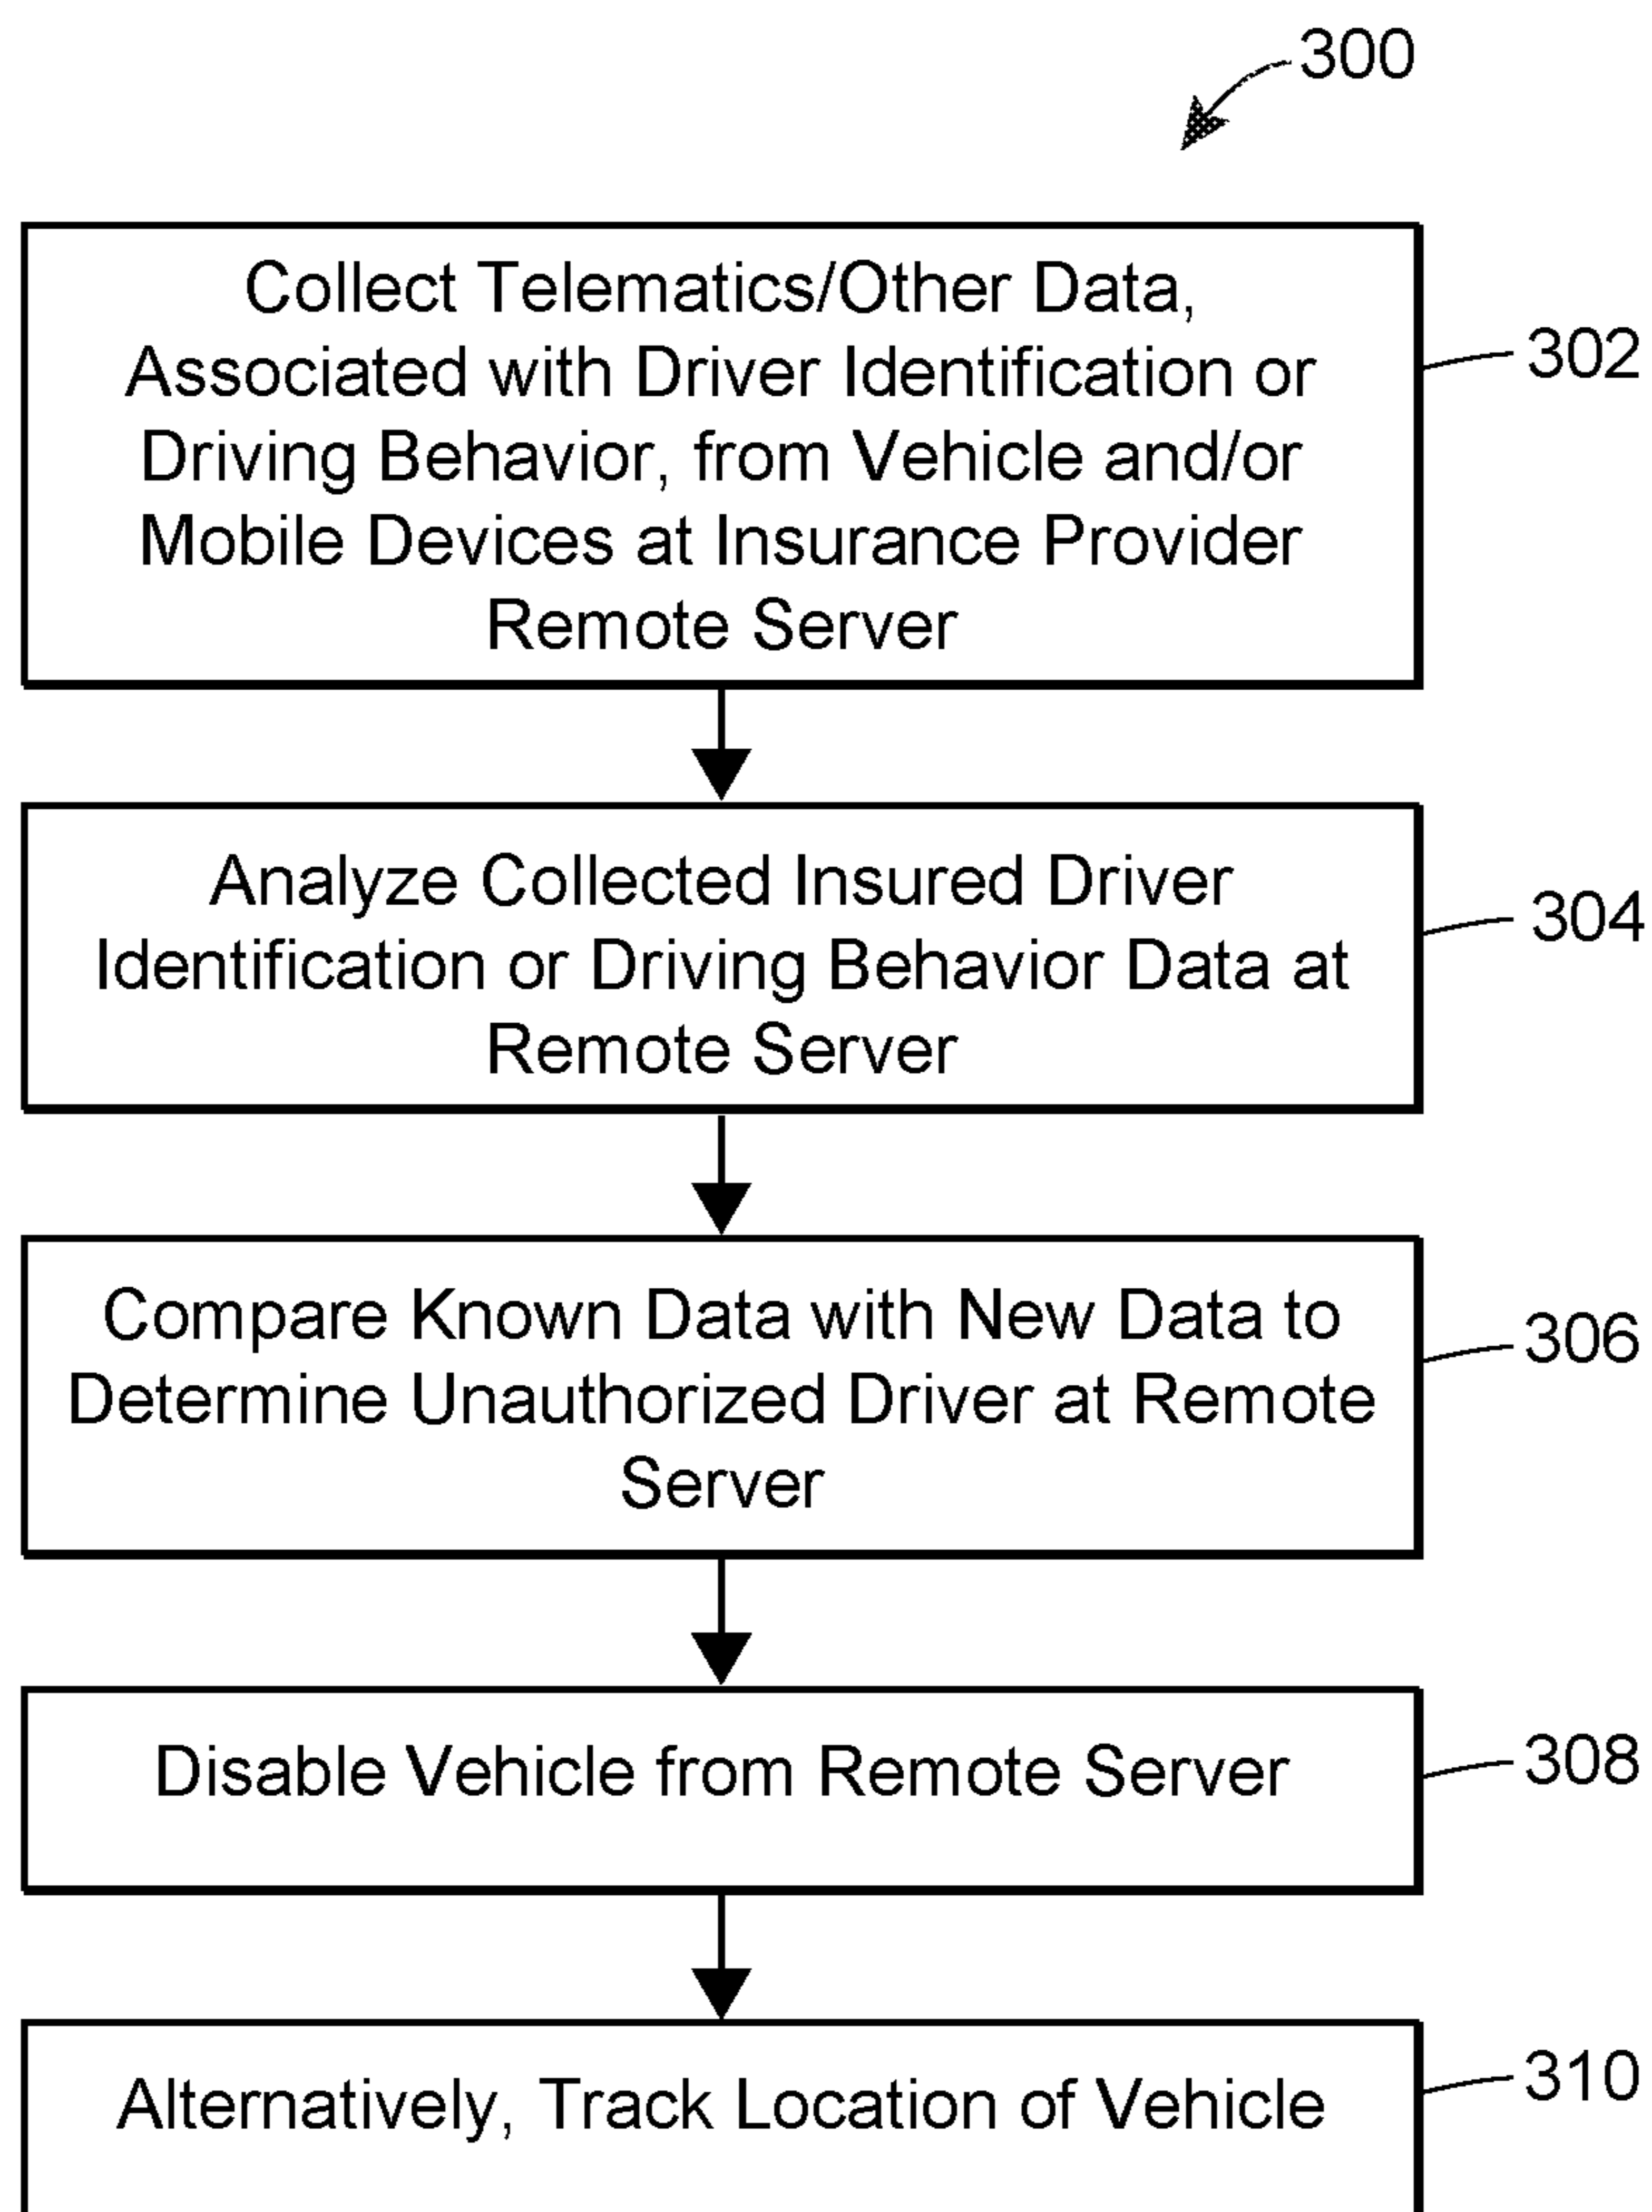 300
Collect Telematics/Other Data,
Associated with Driver Identification or
Driving Behavior, from Vehicle and/or
Mobile Devices at Insurance Provider
Remote Server
302
Analyze Collected Insured Driver
Identification or Driving Behavior Data at
Remote Server
304
Compare Known Data with New Data to
Determine Unauthorized Driver at Remote
Server
306
Disable Vehicle from Remote Server
308
Alternatively, Track Location of Vehicle
310